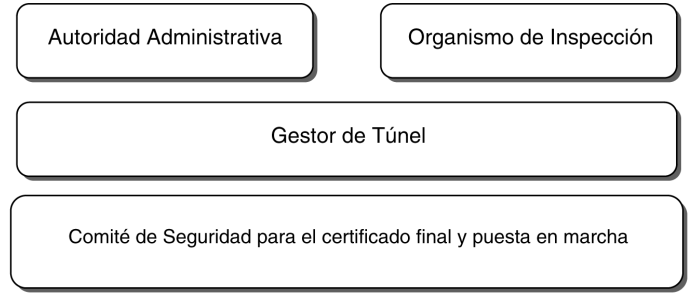 Autoridad Administrativa
Organismo de Inspección
Gestor de Túnel
Comité de Seguridad para el certificado final y puesta en marcha